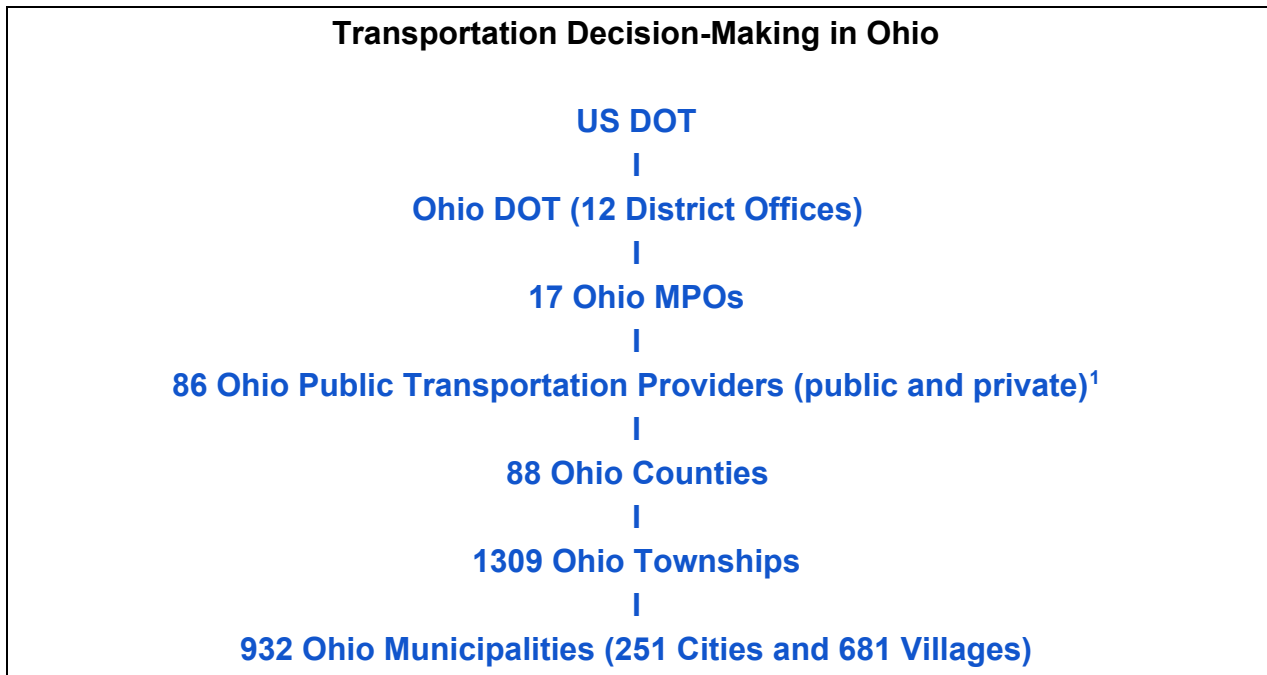 Transportation Decision-Making in Ohio
US DOT
I
Ohio DOT (12 District Offices)
I
17 Ohio MPOs
I
86 Ohio Public Transportation Providers (public and private)¹
I
88 Ohio Counties
I
1309 Ohio Townships
I
932 Ohio Municipalities (251 Cities and 681 Villages)